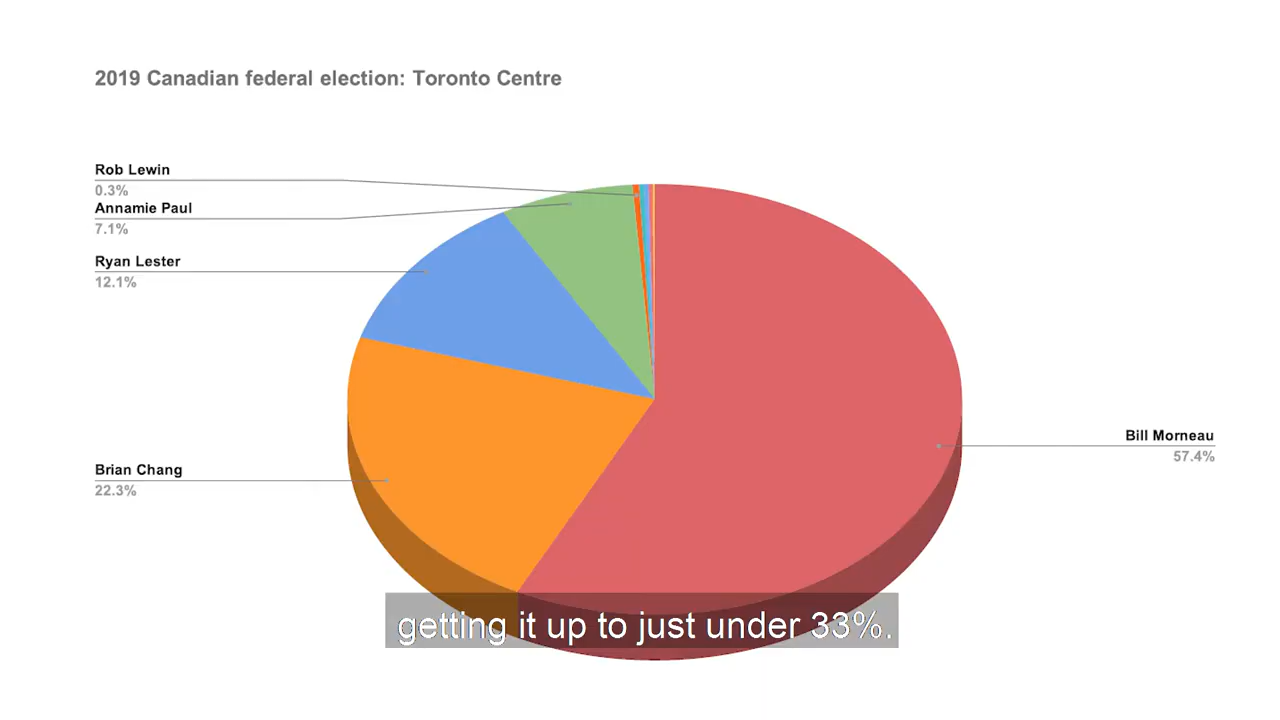 2019 Canadian federal election: Toronto Centre
Rob Lewin
0.3%
Annamie Paul
7.1%
Ryan Lester
12.1%
Bill Morneau
57.4%
Brian Chang
22.3%
getting it up to just under 33%.